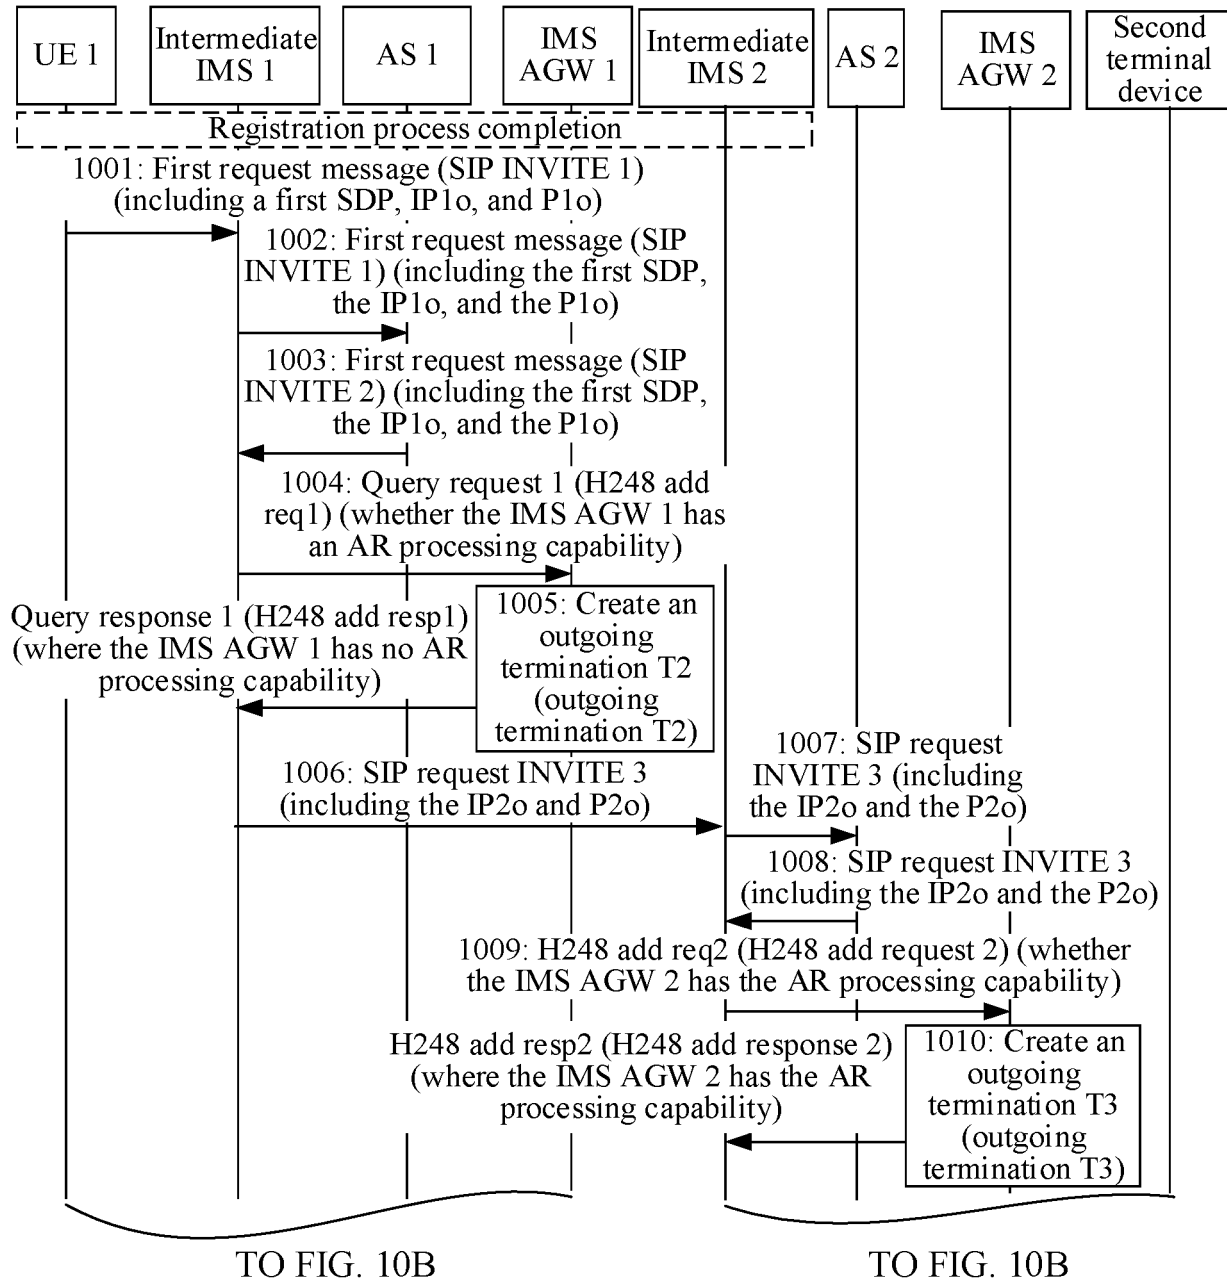 UE 1
Intermediate
IMS 1
AS 1
IMS
AGW 1
Intermediate
IMS 2
AS 2
IMS
AGW 2
Second
terminal
device
Registration process completion
1001: First request message (SIP INVITE 1)
(including a first SDP, IP1o, and P1o)
1002: First request message (SIP
INVITE 1) (including the first SDP,
the IP1o, and the P1o)
1003: First request message (SIP
INVITE 2) (including the first SDP,
the IP1o, and the P1o)
1004: Query request 1 (H248 add
req1) (whether the IMS AGW 1 has
an AR processing capability)
Query response 1 (H248 add resp1)
(where the IMS AGW 1 has no AR
processing capability)
1005: Create an
outgoing
termination T2
(outgoing
termination T2)
1006: SIP request INVITE 3
(including the IP2o and P2o)
1007: SIP request
INVITE 3 (including
the IP2o and the P2o)
1008: SIP request INVITE 3
(including the IP2o and the P2o)
1009: H248 add req2 (H248 add request 2) (whether
the IMS AGW 2 has the AR processing capability)
H248 add resp2 (H248 add response 2)
(where the IMS AGW 2 has the AR
processing capability)
1010: Create an
outgoing
termination T3
(outgoing
termination T3)
TO FIG. 10B
TO FIG. 10B